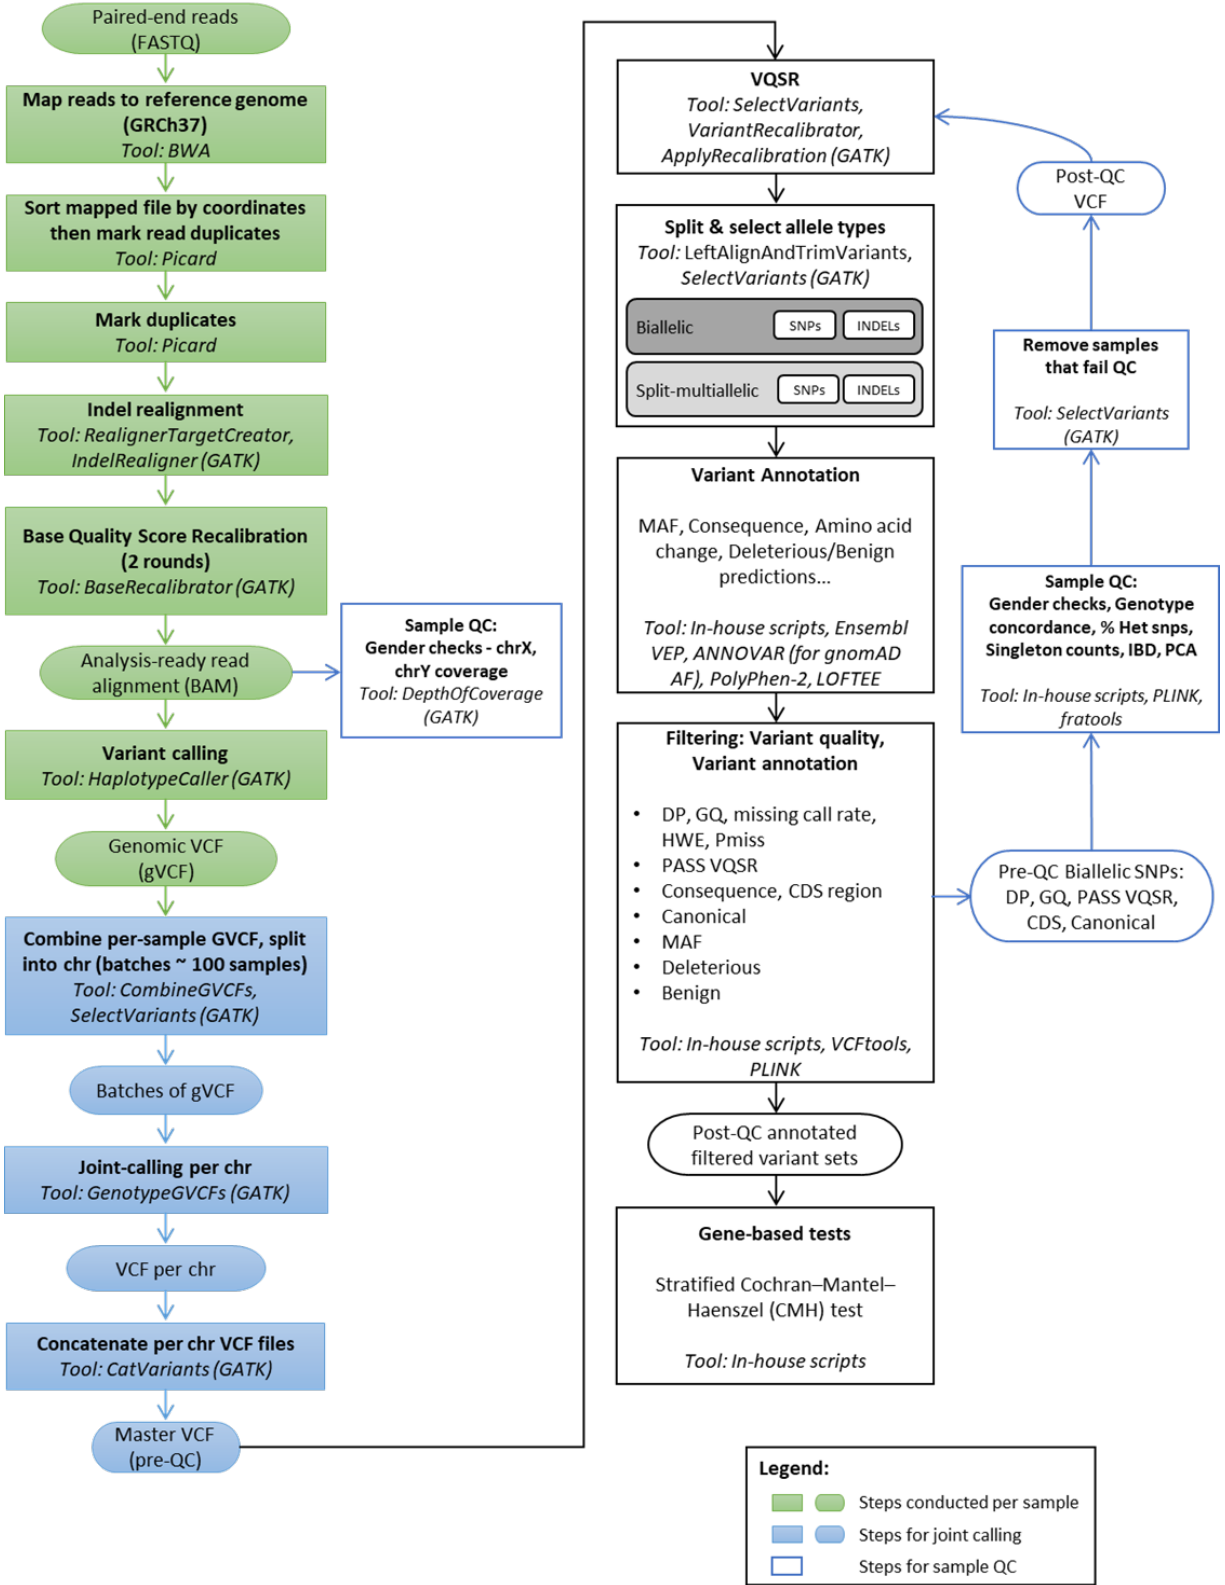 Paired-end reads
(FASTQ)
Map reads to reference genome
(GRCh37)
Tool: BWA
Sort mapped file by coordinates
then mark read duplicates
Tool: Picard
Mark duplicates
Tool: Picard
Indel realignment
Tool: RealignerTargetCreator,
IndelRealigner (GATK)
Base Quality Score Recalibration
(2 rounds)
Tool: BaseRecalibrator (GATK)
Analysis-ready read
alignment (BAM)
Sample QC:
Gender checks - chrX,
chrY coverage
Tool: DepthOfCoverage
(GATK)
Variant calling
Tool: HaplotypeCaller (GATK)
Genomic VCF
(gVCF)
Combine per-sample GVCF, split
into chr (batches ~ 100 samples)
Tool: CombineGVCFs,
SelectVariants (GATK)
Batches of gVCF
Joint-calling per chr
Tool: GenotypeGVCFs (GATK)
VCF per chr
Concatenate per chr VCF files
Tool: CatVariants (GATK)
Master VCF
(pre-QC)
VQSR
Tool: SelectVariants,
VariantRecalibrator,
ApplyRecalibration (GATK)
Split & select allele types
Tool: LeftAlignAndTrimVariants,
SelectVariants (GATK)
Biallelic SNPs INDELs
Split-multiallelic SNPs INDELs
Variant Annotation
MAF, Consequence, Amino acid
change, Deleterious/Benign
predictions...
Tool: In-house scripts, Ensembl
VEP, ANNOVAR (for gnomAD
AF), PolyPhen-2, LOFTEE
Filtering: Variant quality,
Variant annotation
• DP, GQ, missing call rate,
HWE, Pmiss
• PASS VQSR
• Consequence, CDS region
• Canonical
• MAF
• Deleterious
• Benign
Tool: In-house scripts, VCFtools,
PLINK
Post-QC annotated
filtered variant sets
Gene-based tests
Stratified Cochran–Mantel–
Haenszel (CMH) test
Tool: In-house scripts
Post-QC
VCF
Remove samples
that fail QC
Tool: SelectVariants
(GATK)
Sample QC:
Gender checks, Genotype
concordance, % Het snps,
Singleton counts, IBD, PCA
Tool: In-house scripts, PLINK,
fratools
Pre-QC Biallelic SNPs:
DP, GQ, PASS VQSR,
CDS, Canonical
Legend:
Steps conducted per sample
Steps for joint calling
Steps for sample QC